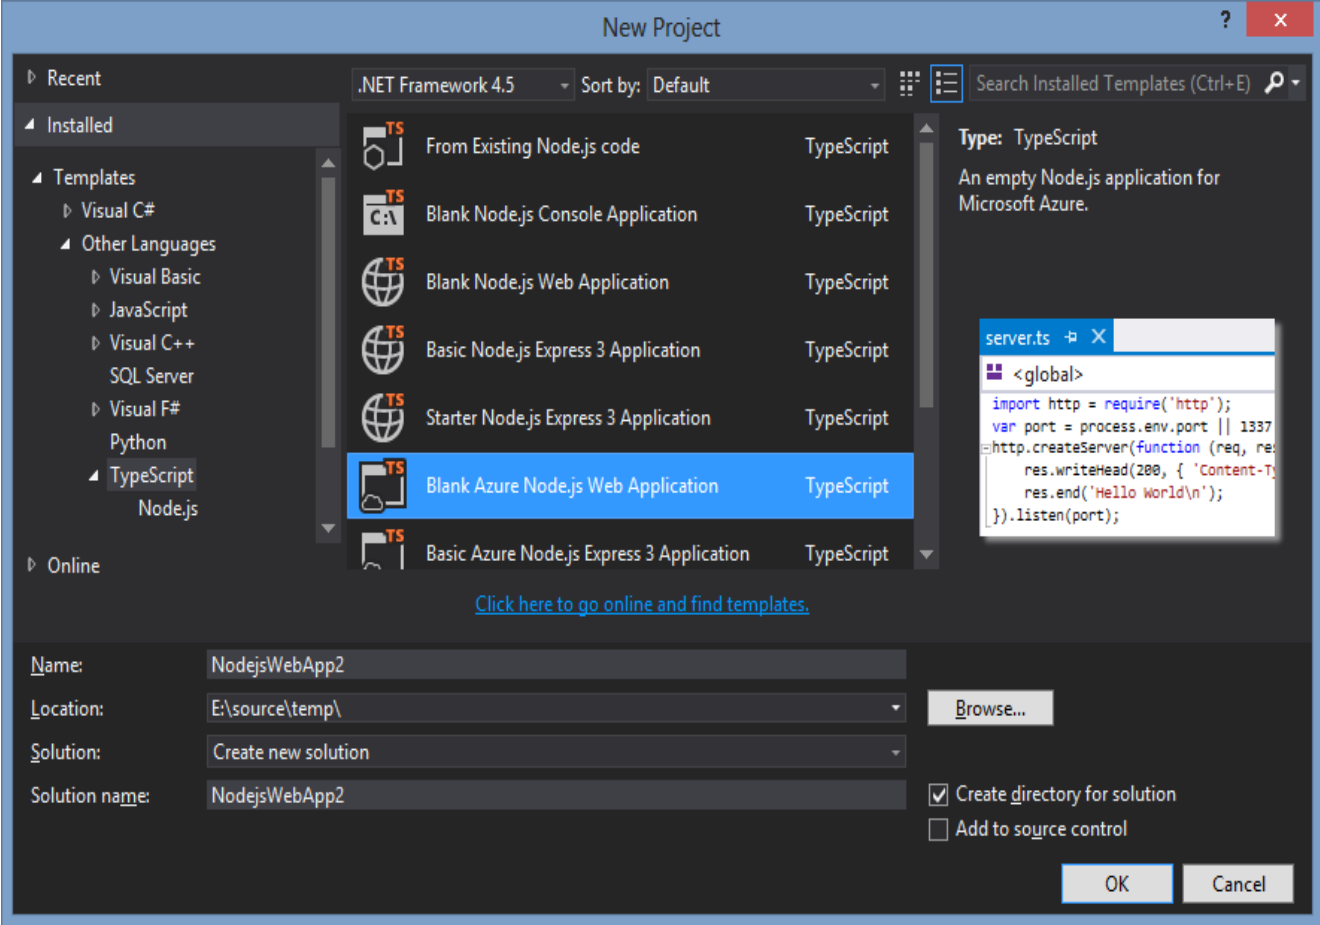 New Project
?
Recent
Installed
Templates
Visual C#
Other Languages
Visual Basic
JavaScript
Visual C++
SQL Server
Visual F#
Python
TypeScript
Node.js
Online
.NET Framework 4.5
Sort by: Default
Search Installed Templates (Ctrl+E)
TS
From Existing Node.js code TypeScript
TS
C:\
Blank Node.js Console Application TypeScript
TS
Blank Node.js Web Application TypeScript
TS
Basic Node.js Express 3 Application TypeScript
TS
Starter Node.js Express 3 Application TypeScript
TS
Blank Azure Node.js Web Application TypeScript
TS
Basic Azure Node.js Express 3 Application TypeScript
Click here to go online and find templates.
Type: TypeScript
An empty Node.js application for
Microsoft Azure.
server.ts
<global>
import http = require('http');
var port = process.env.port || 1337
http.createServer(function (req, re
res.writeHead(200, { 'Content-Ty
res.end('Hello World\n');
}).listen(port);
Name: NodejsWebApp2
Location: E:\source\temp\
Browse...
Solution: Create new solution
Solution name: NodejsWebApp2
Create directory for solution
Add to source control
OK
Cancel